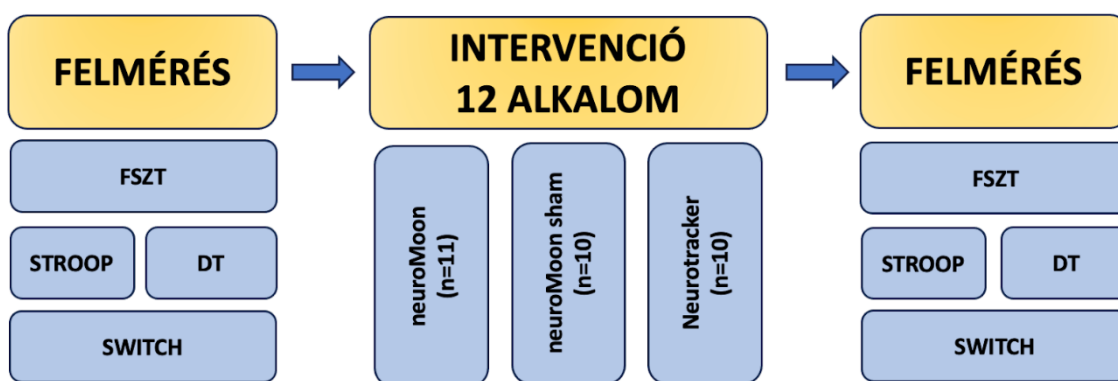 FELMÉRÉS
FSZT
STROOP
DT
SWITCH
INTERVENCIÓ
12 ALKALOM
neuroMoon
(n=11)
neuroMoon sham
(n=10)
Neurotracker
(n=10)
FELMÉRÉS
FSZT
STROOP
DT
SWITCH